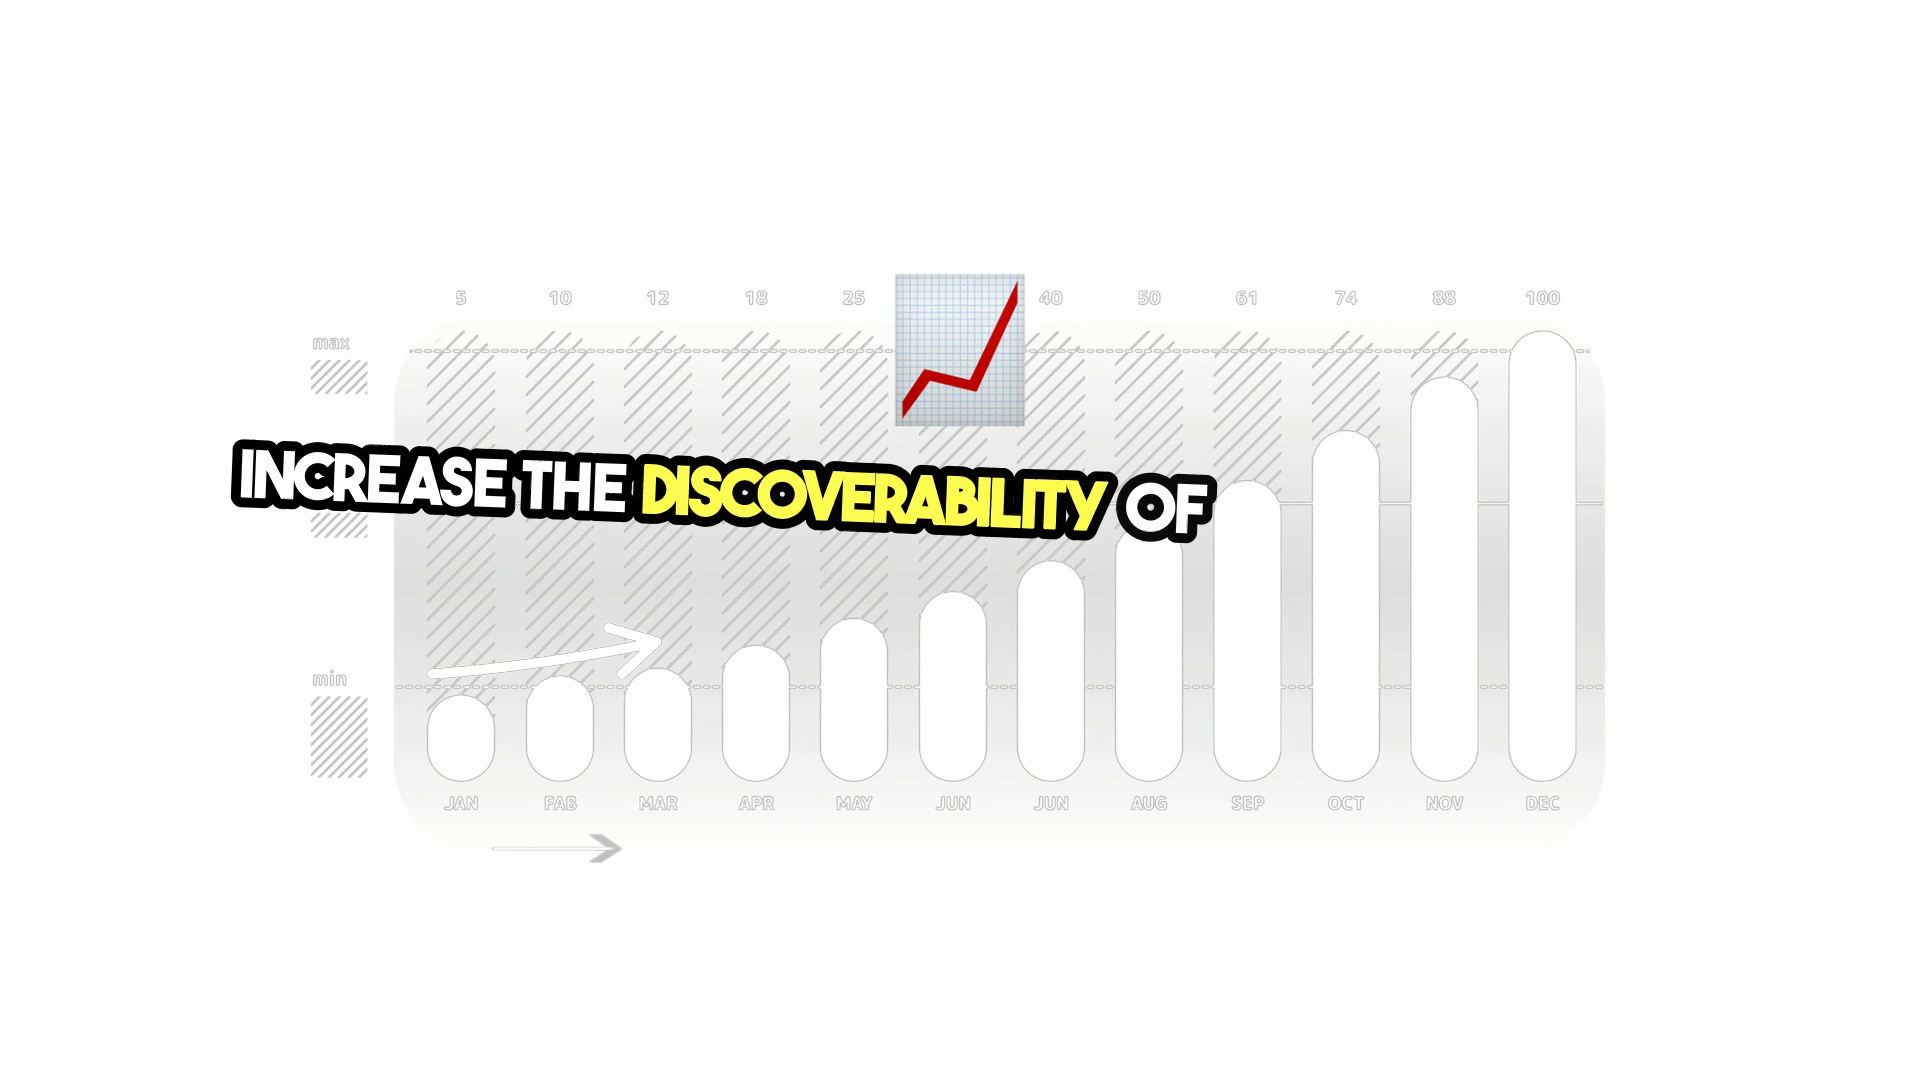 5 10 12 18 25 40 50 61 74 88 100
max
INCREASE THE DISCOVERABILITY OF
min
JAN FAB MAR APR MAY JUN JUN AUG SEP OCT NOV DEC